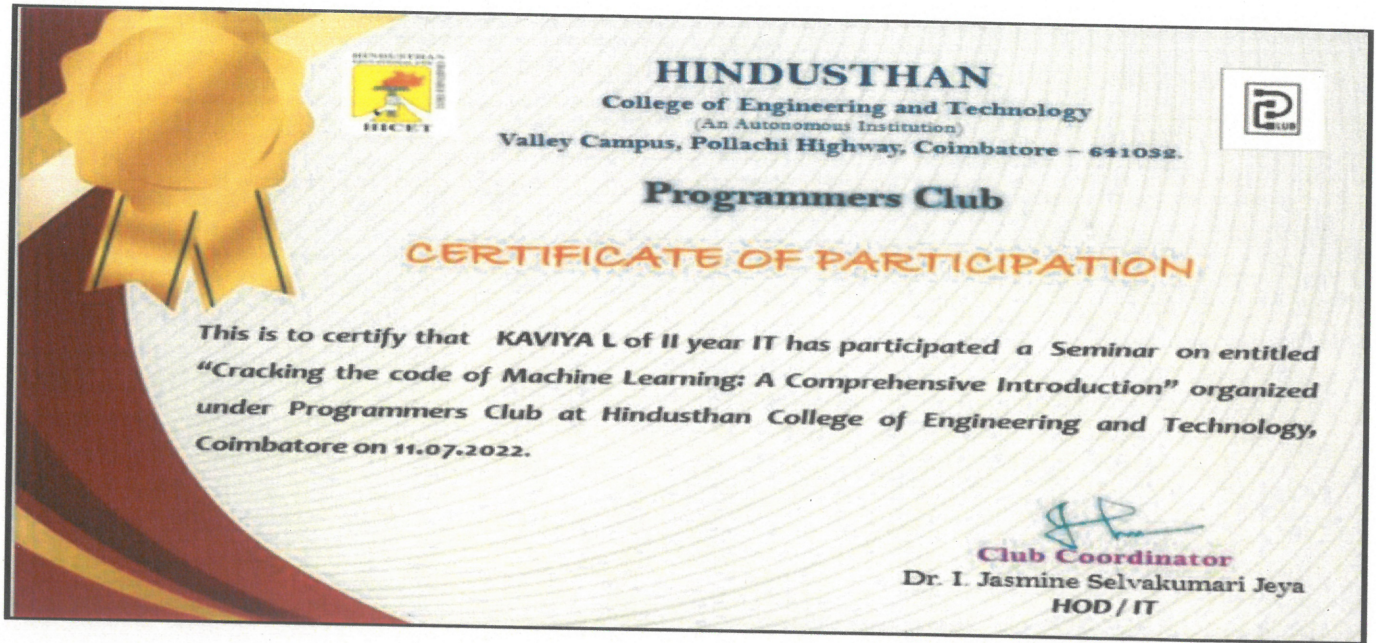 HINDUSTHAN
HICET
HINDUSTHAN
College of Engineering and Technology
(An Autonomous Institution)
Valley Campus, Pollachi Highway, Coimbatore – 641032.
CLUB
Programmers Club
CERTIFICATE OF PARTICIPATION
This is to certify that KAVIYA L of II year IT has participated a Seminar on entitled
“Cracking the code of Machine Learning: A Comprehensive Introduction” organized
under Programmers Club at Hindusthan College of Engineering and Technology,
Coimbatore on 11.07.2022.
Club Coordinator
Dr. I. Jasmine Selvakumari Jeya
HOD / IT